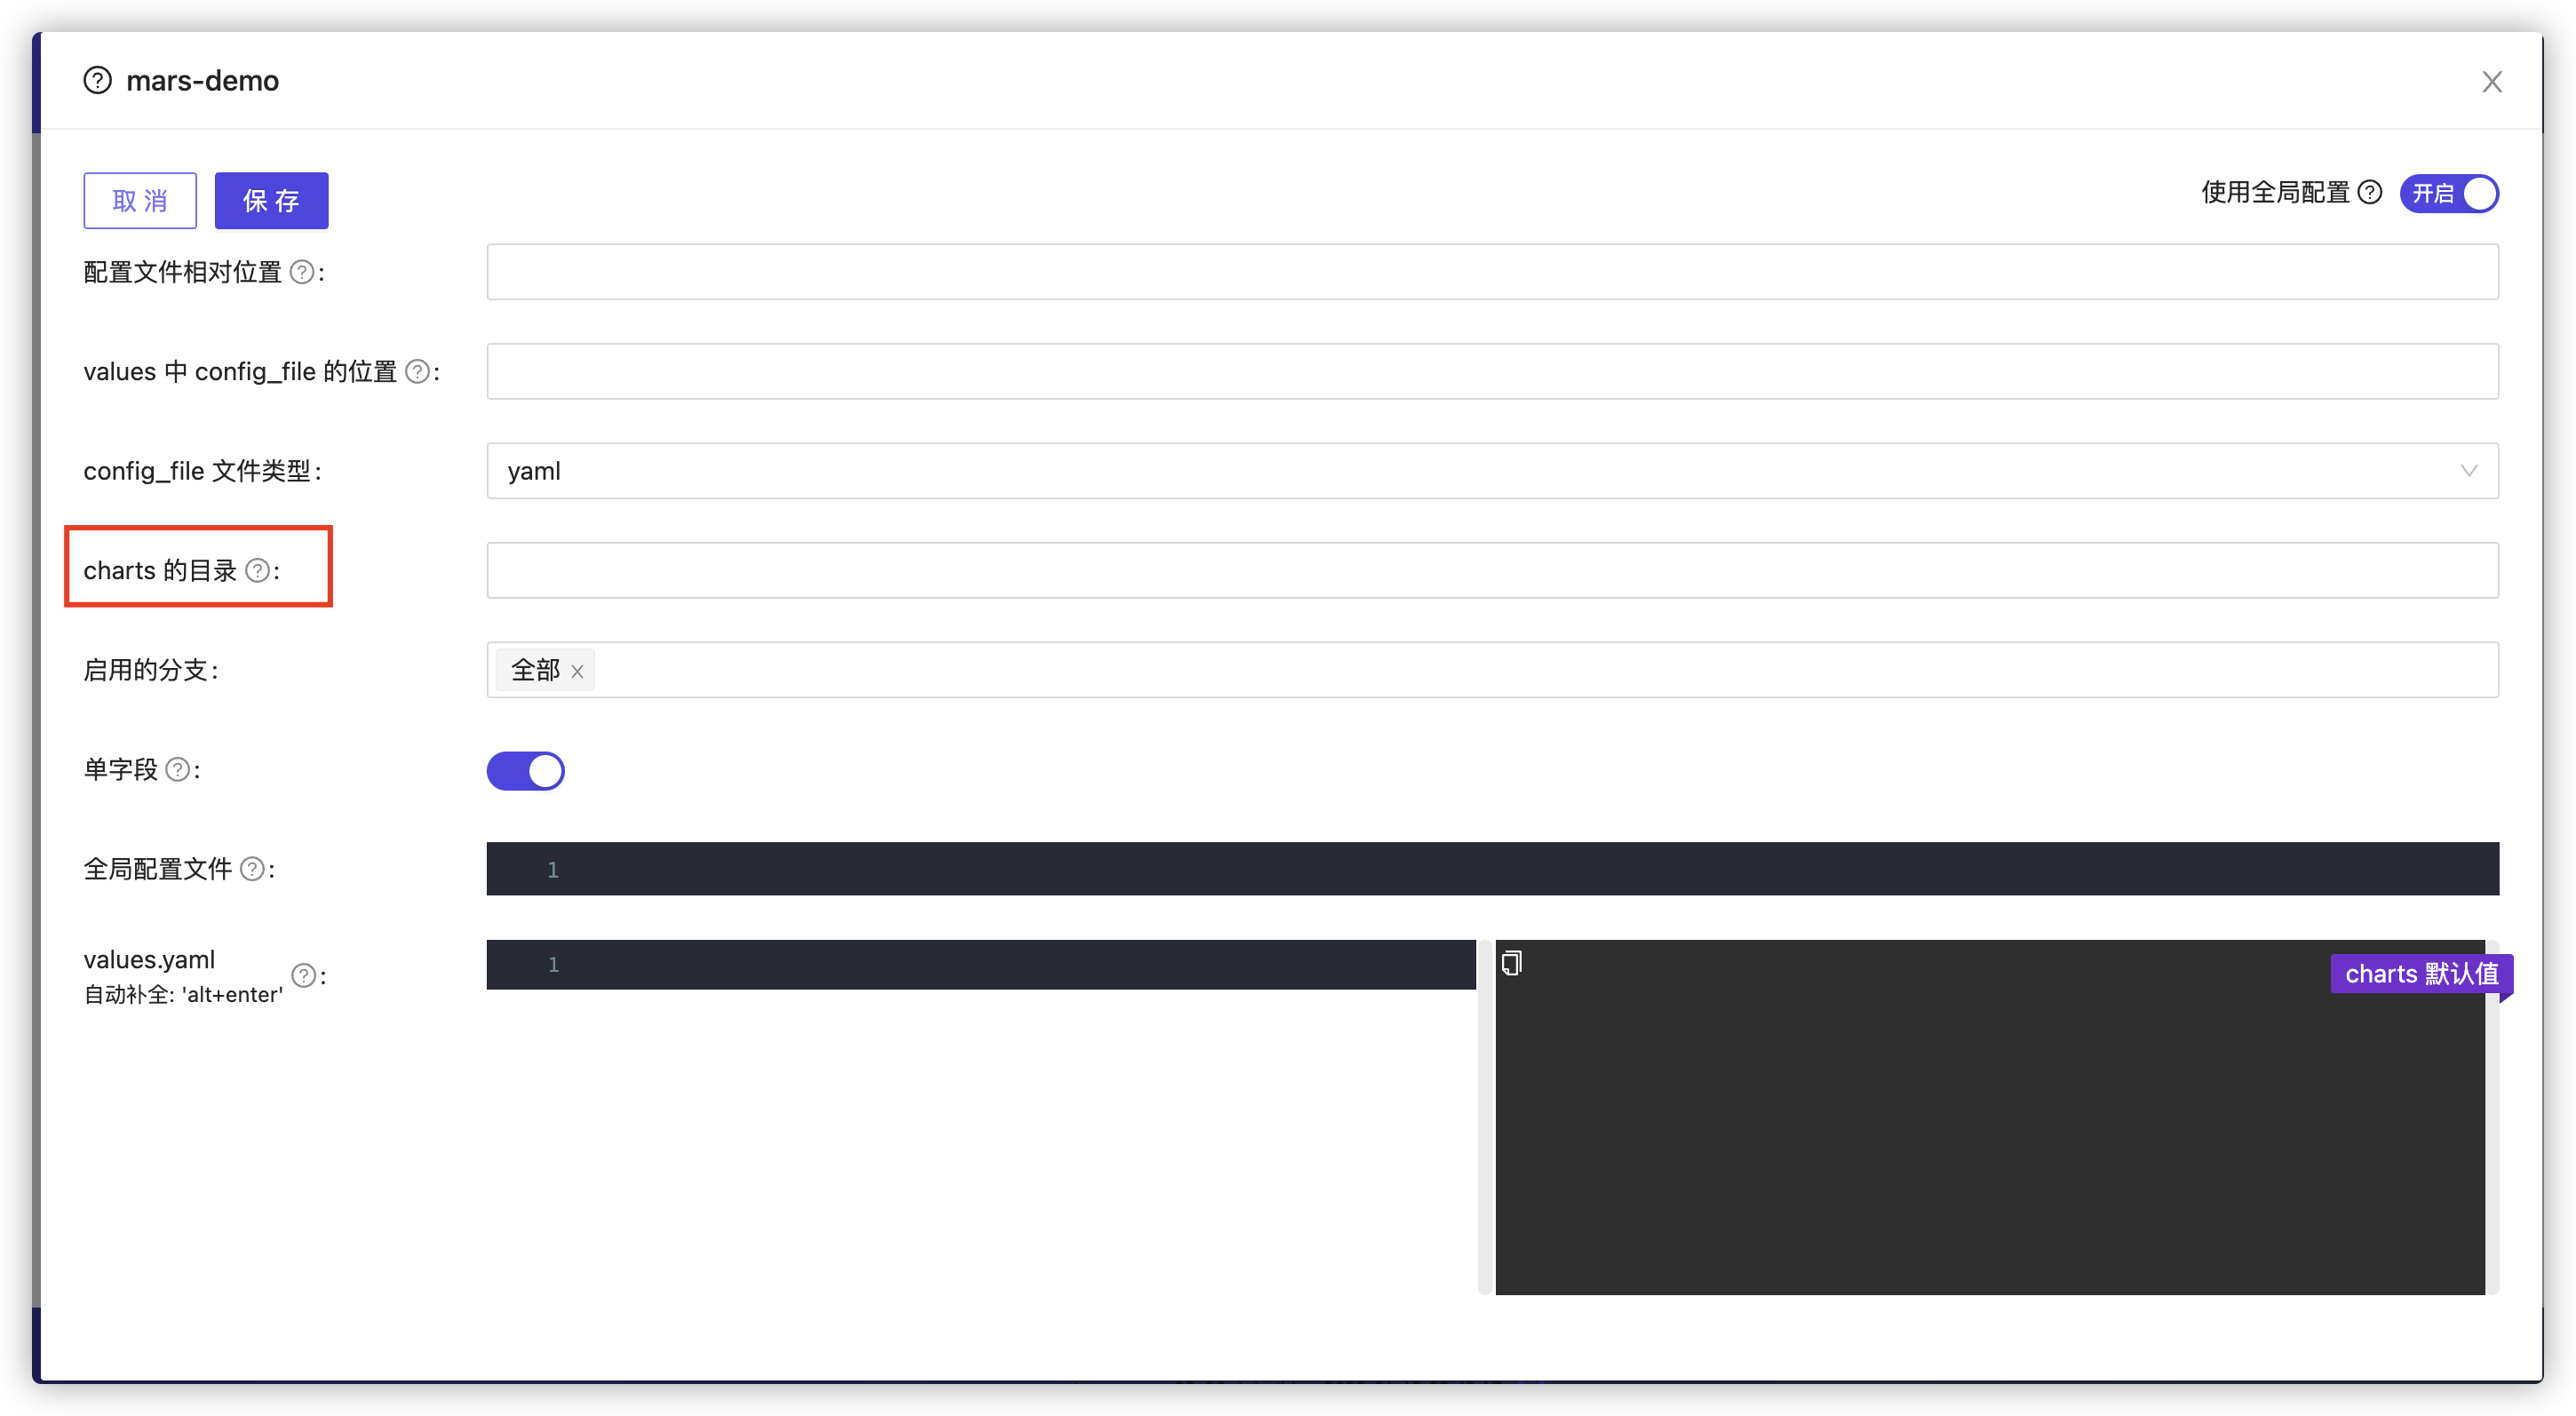 mars-demo
取 消
保 存
使用全局配置
开启
配置文件相对位置 :
values 中 config_file 的位置 :
config_file 文件类型 :
yaml
charts 的目录 :
启用的分支 :
全部
单字段 :
全局配置文件 :
1
values.yaml
自动补全: 'alt+enter' :
1
charts 默认值